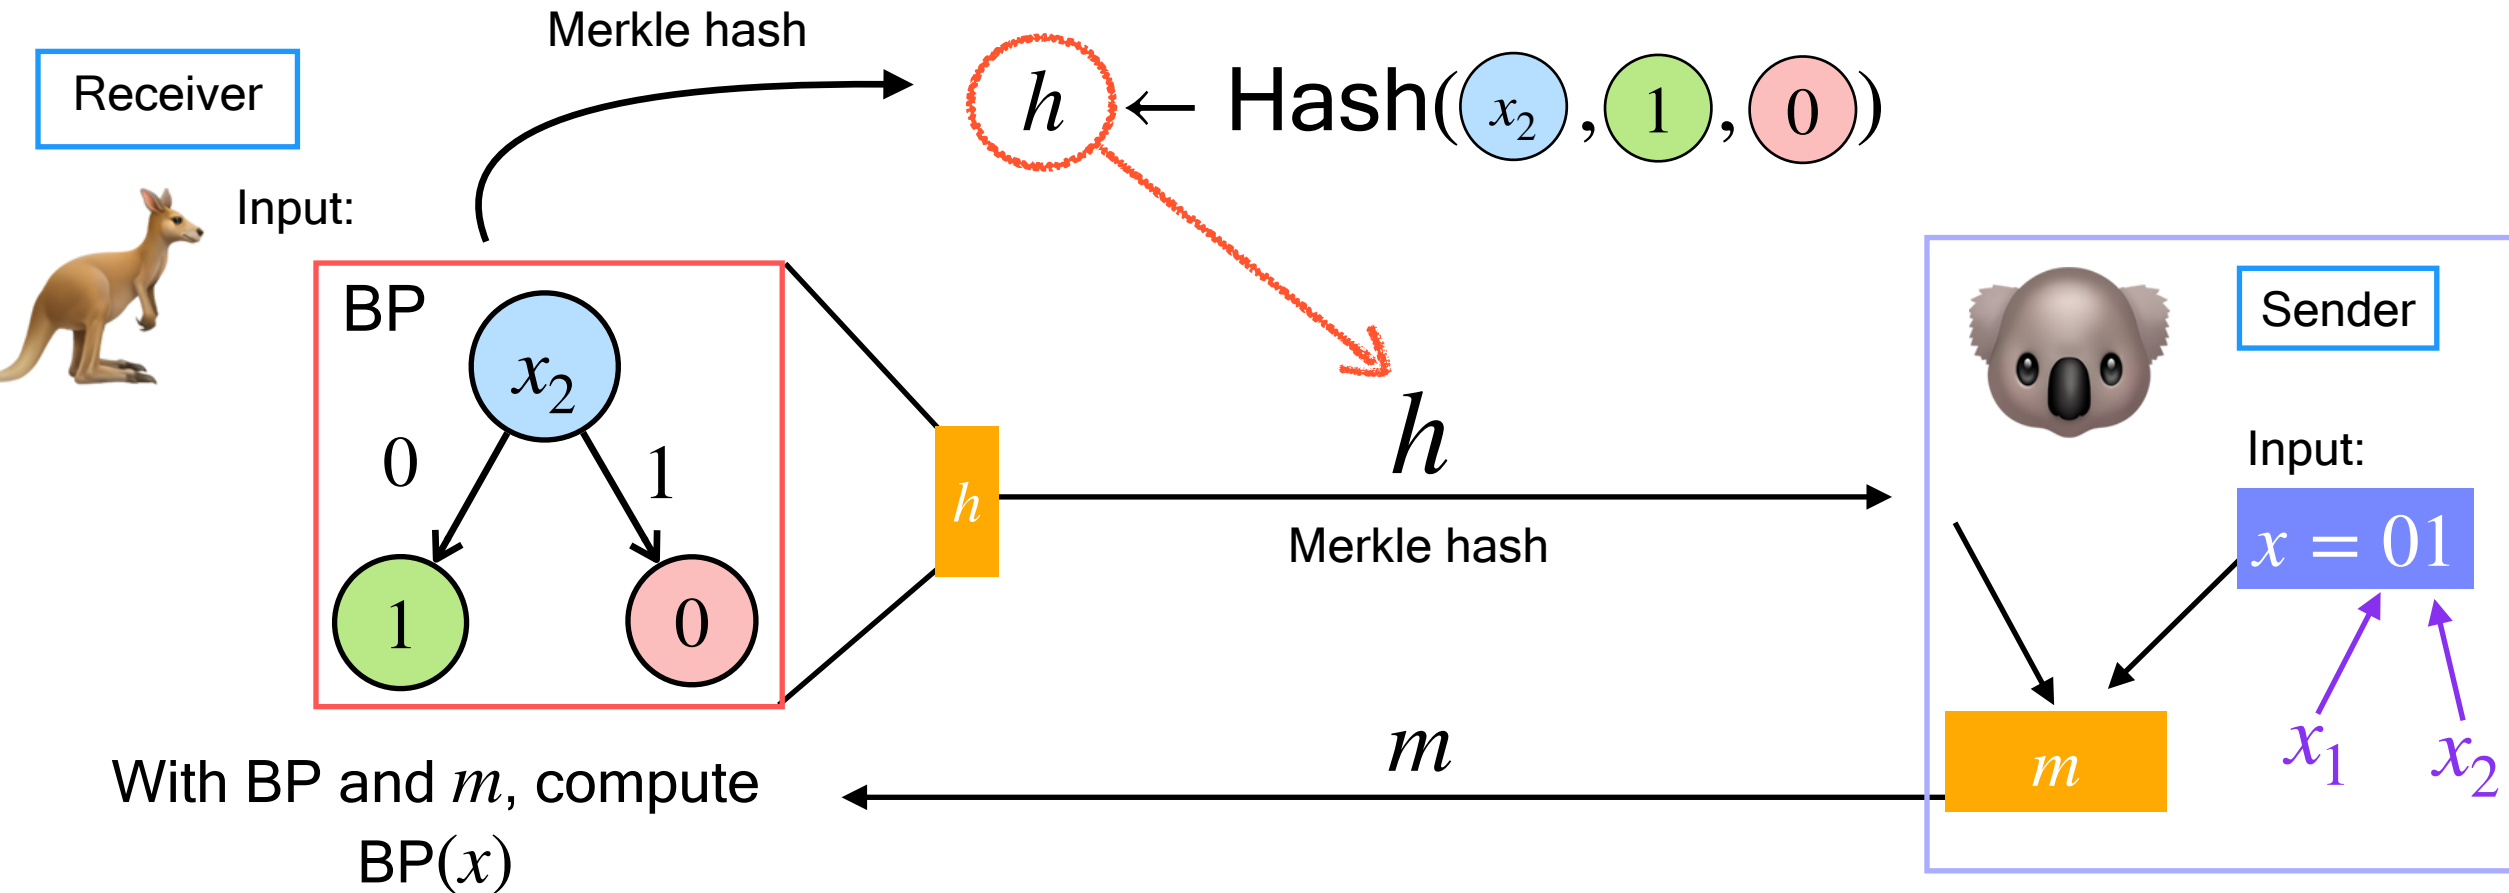 Merkle hash
Receiver
h ← Hash(x₂, 1, 0)
Input:
BP
x₂
0
1
1
0
h
h
Merkle hash
Sender
Input:
x = 01
x₁
x₂
m
m
With BP and m, compute
BP(x)